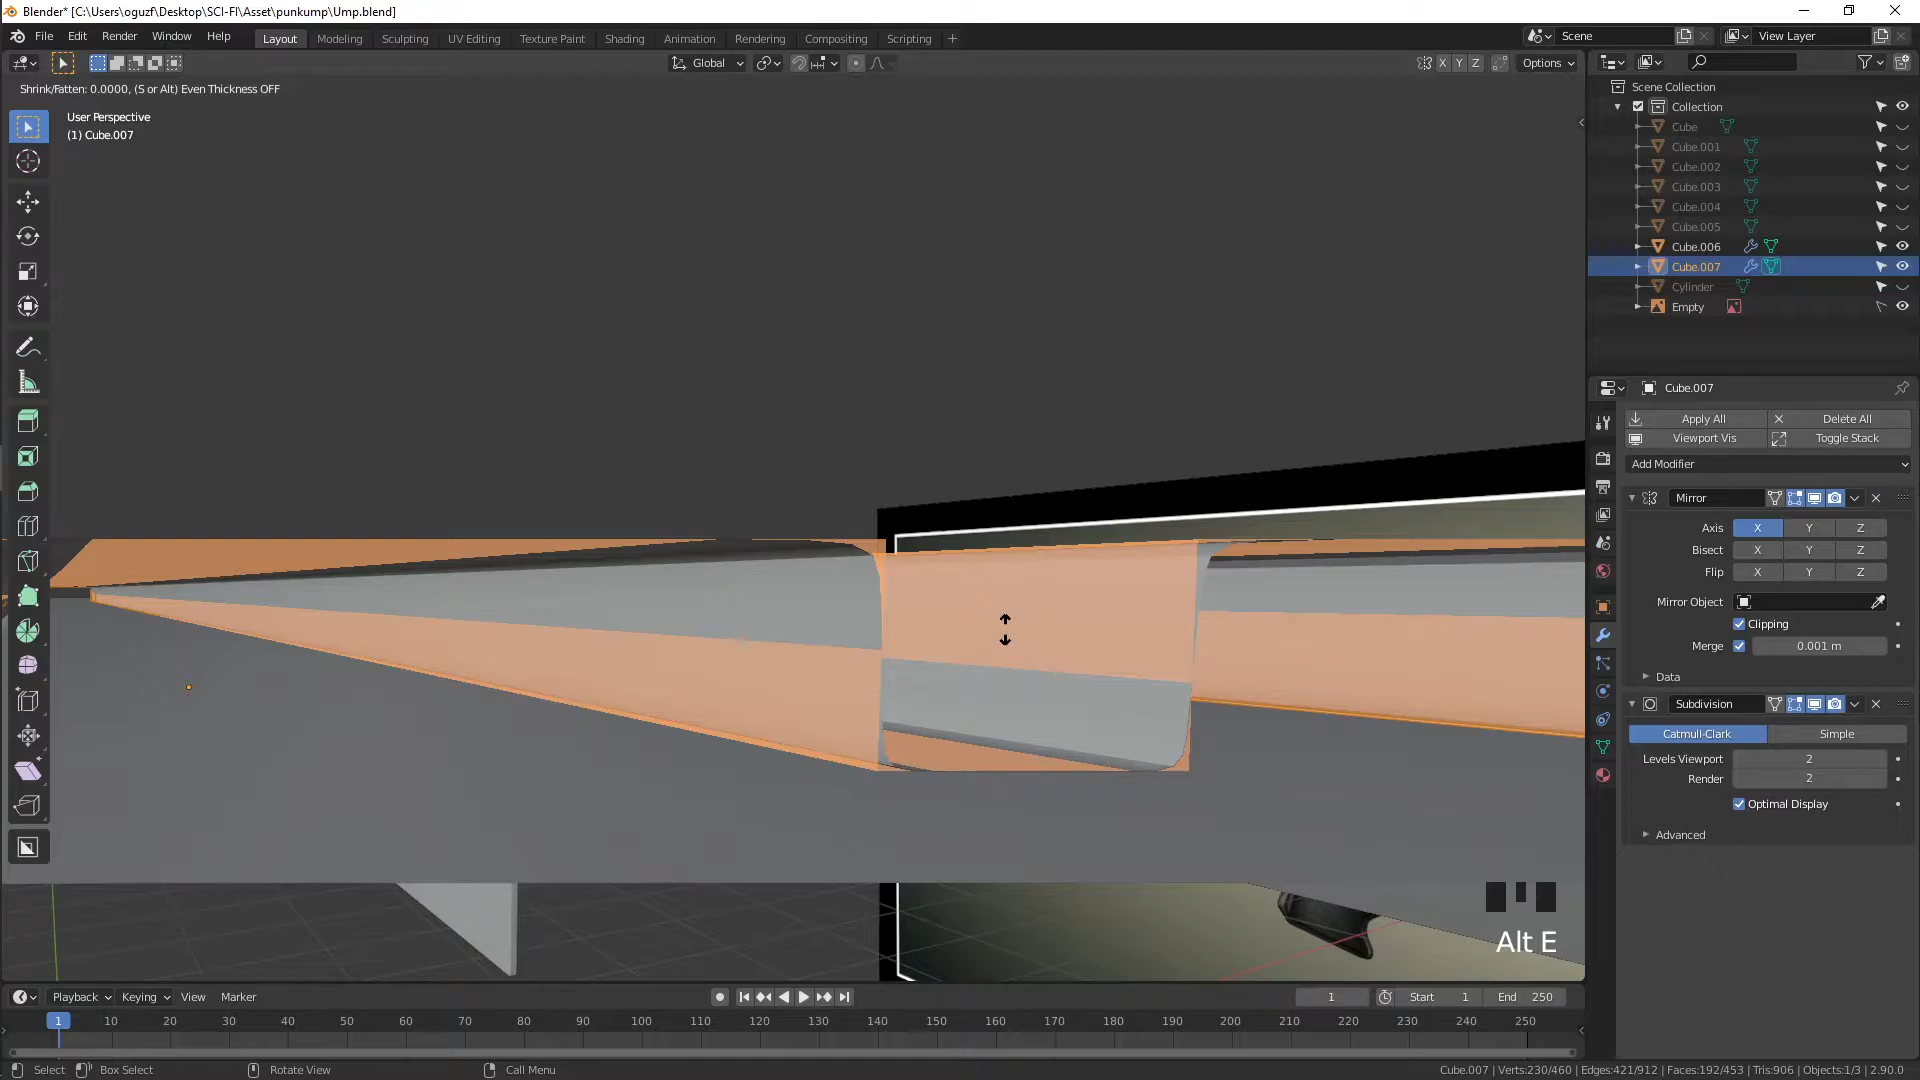 Blender* [C:\Users\oguzf\Desktop\SCI-FI\Asset\punkump\Ump.blend]
File Edit Render Window Help
Layout Modeling Sculpting UV Editing Texture Paint Shading Animation Rendering Compositing Scripting +
Scene
View Layer
Global
X Y Z
Options
Shrink/Fatten: 0.0000, (S or Alt) Even Thickness OFF
User Perspective
(1) Cube.007
Scene Collection
Collection
Cube
Cube.001
Cube.002
Cube.003
Cube.004
Cube.005
Cube.006
Cube.007
Cylinder
Empty
Cube.007
Apply All
Delete All
Viewport Vis
Toggle Stack
Add Modifier
Mirror
Axis X Y Z
Bisect X Y Z
Flip X Y Z
Mirror Object
Clipping
Merge 0.001 m
Data
Subdivision
Catmull-Clark Simple
Levels Viewport 2
Render 2
Optimal Display
Advanced
Alt E
Playback Keying View Marker
1
Start 1
End 250
1 10 20 30 40 50 60 70 80 90 100 110 120 130 140 150 160 170 180 190 200 210 220 230 240 250
Select Box Select Rotate View Call Menu
Cube.007 | Verts:230/460 | Edges:421/912 | Faces:192/453 | Tris:906 | Objects:1/3 | 2.90.0